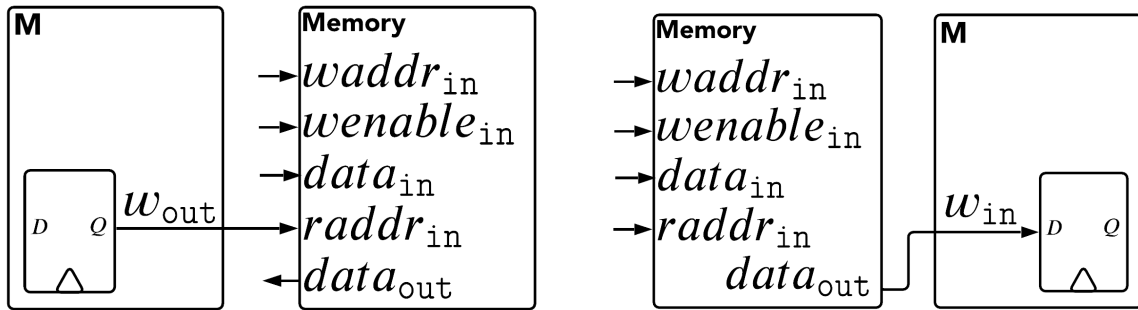 M
D
Q
w_out
Memory
waddr_in
wenable_in
data_in
raddr_in
data_out
Memory
waddr_in
wenable_in
data_in
raddr_in
data_out
M
w_in
D
Q